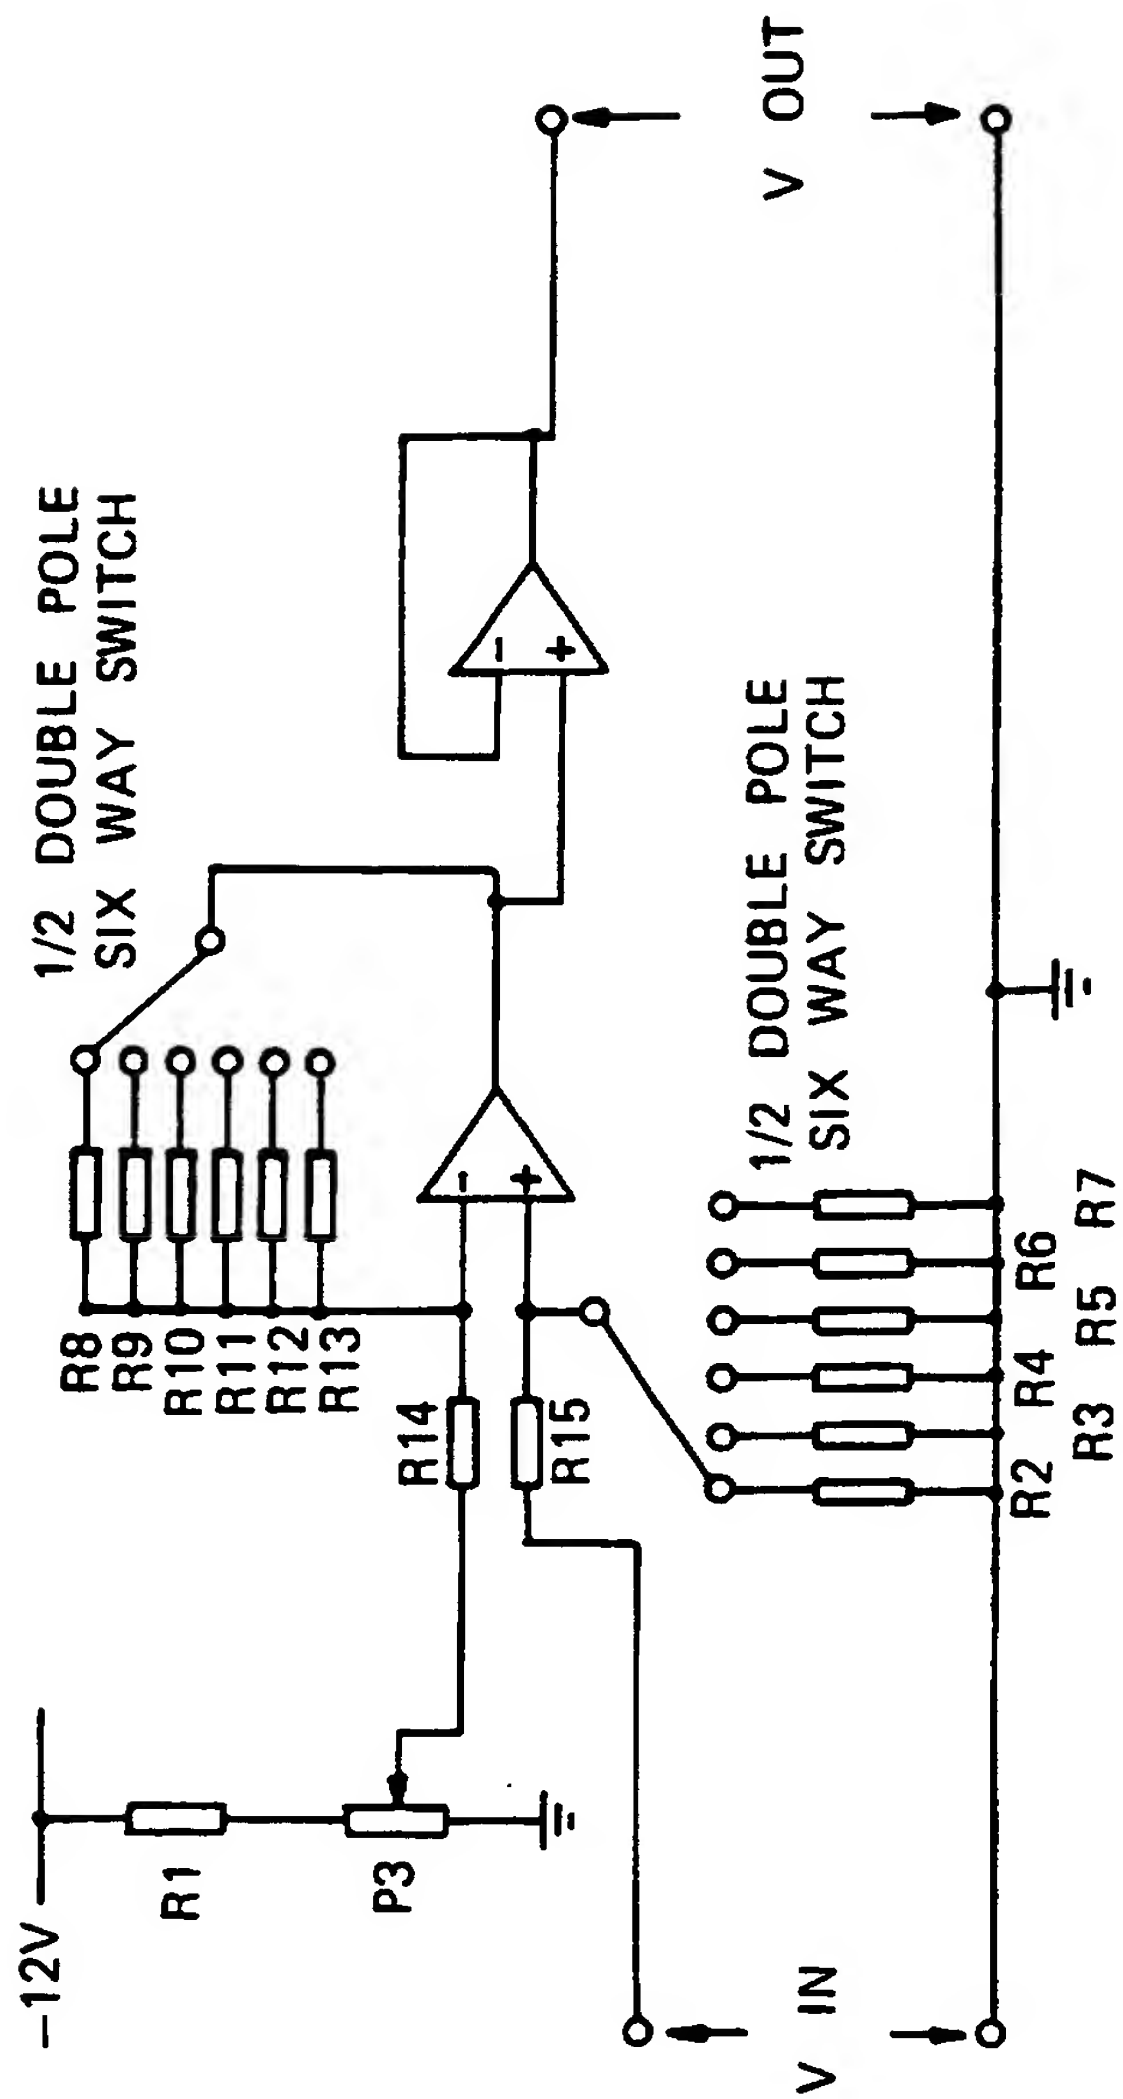 -12V
R1
P3
1/2 DOUBLE POLE
SIX WAY SWITCH
R8
R9
R10
R11
R12
R13
R14
R15
-
+
-
+
1/2 DOUBLE POLE
SIX WAY SWITCH
R2
R3
R4
R5
R6
R7
V IN
V OUT